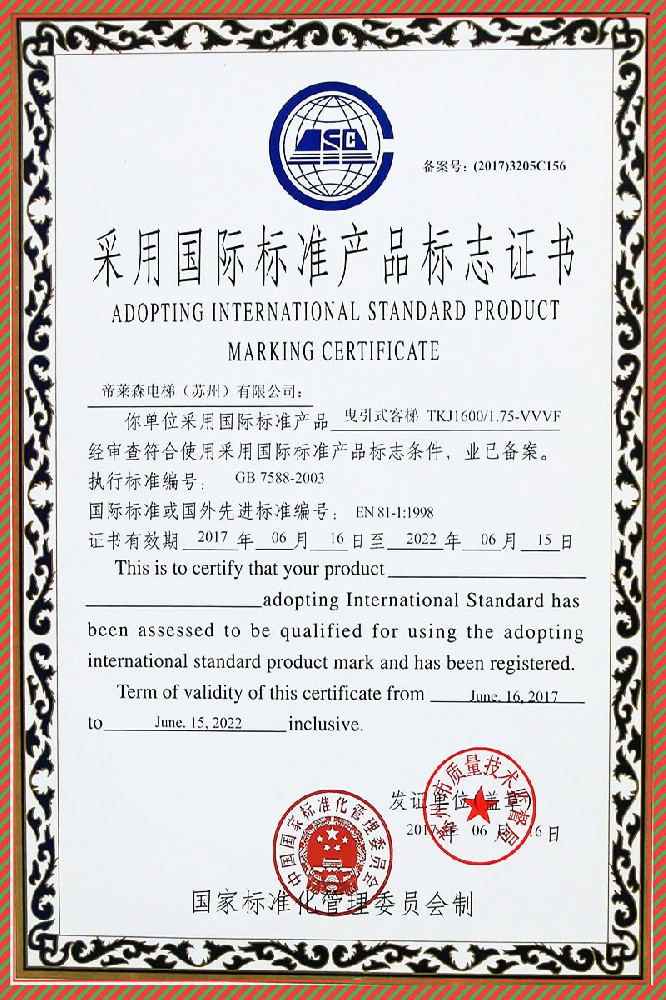 备案号：(2017)3205C156
采用国际标准产品标志证书
ADOPTING INTERNATIONAL STANDARD PRODUCT
MARKING CERTIFICATE
帝莱森电梯（苏州）有限公司：
你单位采用国际标准产品 曳引式客梯 TKJ1600/1.75-VVVF
经审查符合使用采用国际标准产品标志条件，业已备案。
执行标准编号： GB 7588-2003
国际标准或国外先进标准编号： EN 81-1:1998
证书有效期 2017 年 06 月 16 日至 2022 年 06 月 15 日
This is to certify that your product
adopting International Standard has
been assessed to be qualified for using the adopting
international standard product mark and has been registered.
Term of validity of this certificate from June. 16, 2017
to June. 15, 2022 inclusive.
发证单位(盖章)
2017 年 06 月 16 日
中国国家标准化管理委员会
国家标准化管理委员会制